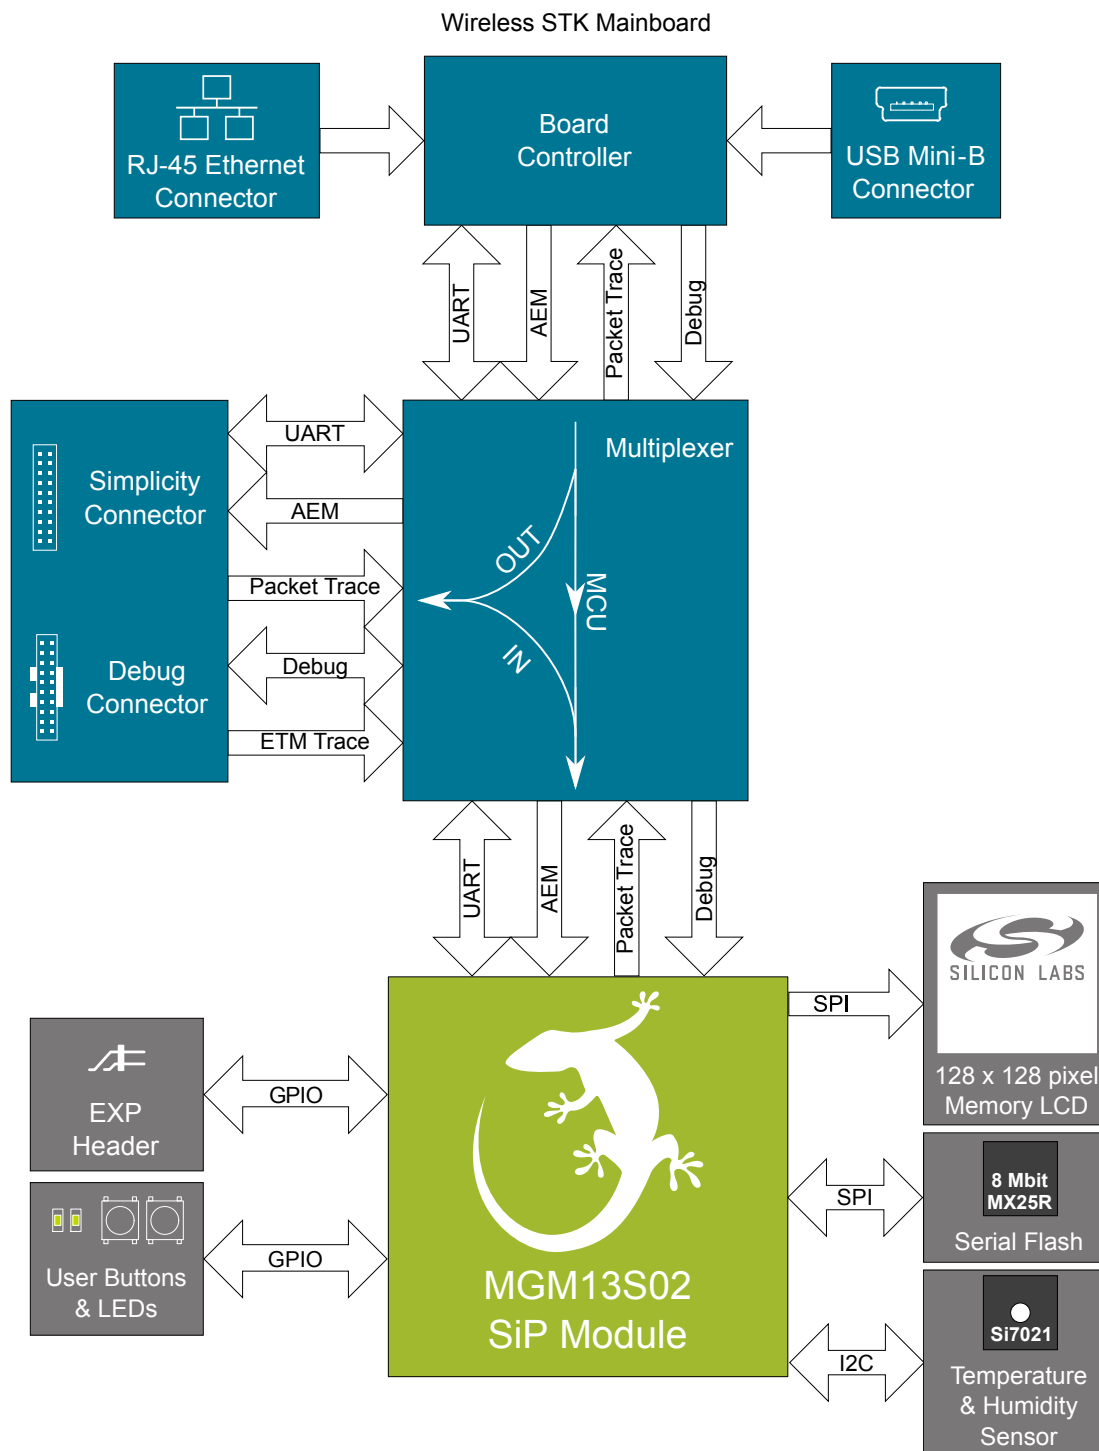 Wireless STK Mainboard
RJ-45 Ethernet
Connector
Board
Controller
USB Mini-B
Connector
UART
AEM
Packet Trace
Debug
Simplicity
Connector
Debug
Connector
UART
AEM
Packet Trace
Debug
ETM Trace
Multiplexer
OUT
MCU
IN
UART
AEM
Packet Trace
Debug
EXP
Header
GPIO
User Buttons
& LEDs
GPIO
MGM13S02
SiP Module
SPI
SILICON LABS
128 x 128 pixel
Memory LCD
SPI
8 Mbit
MX25R
Serial Flash
I2C
Si7021
Temperature
& Humidity
Sensor